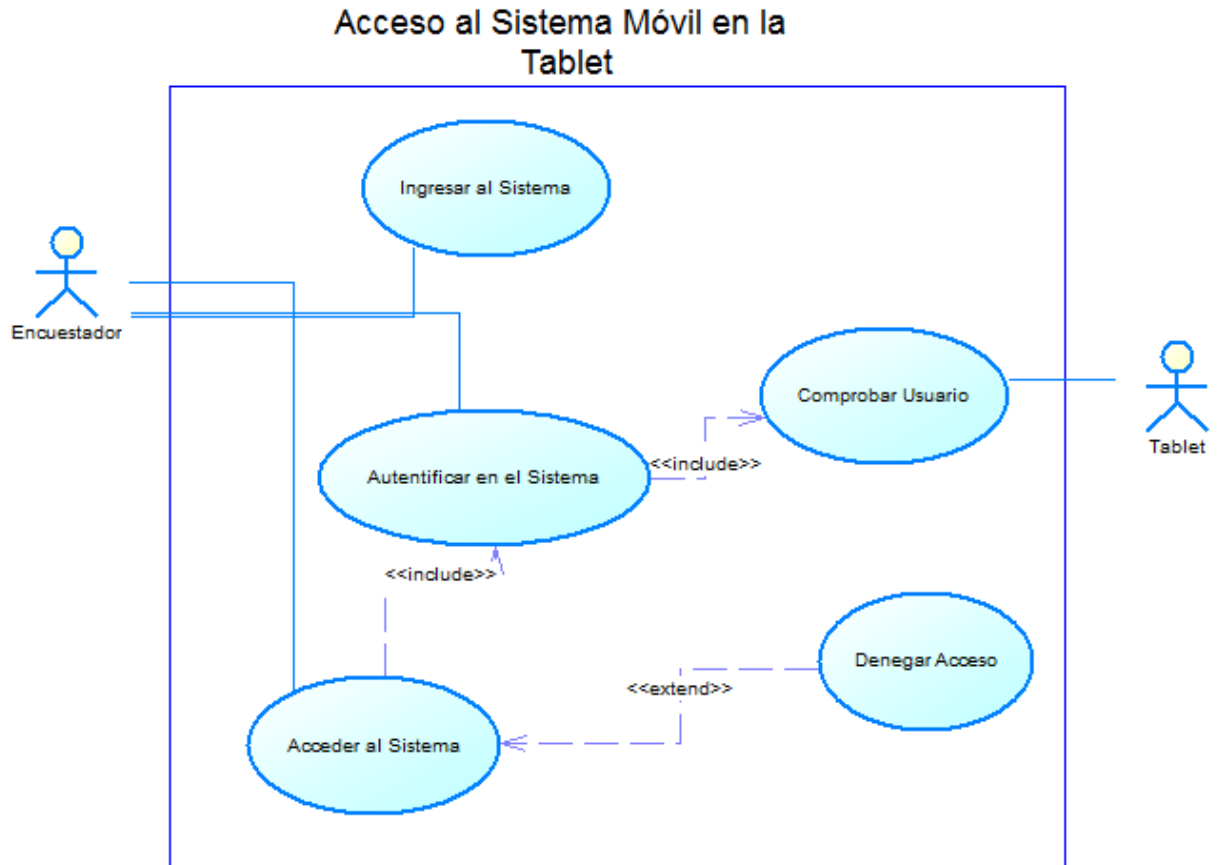 Acceso al Sistema Móvil en la
Tablet
Ingresar al Sistema
Encuestador
Comprobar Usuario
Tablet
<<include>>
Autentificar en el Sistema
<<include>>
Denegar Acceso
<<extend>>
Acceder al Sistema